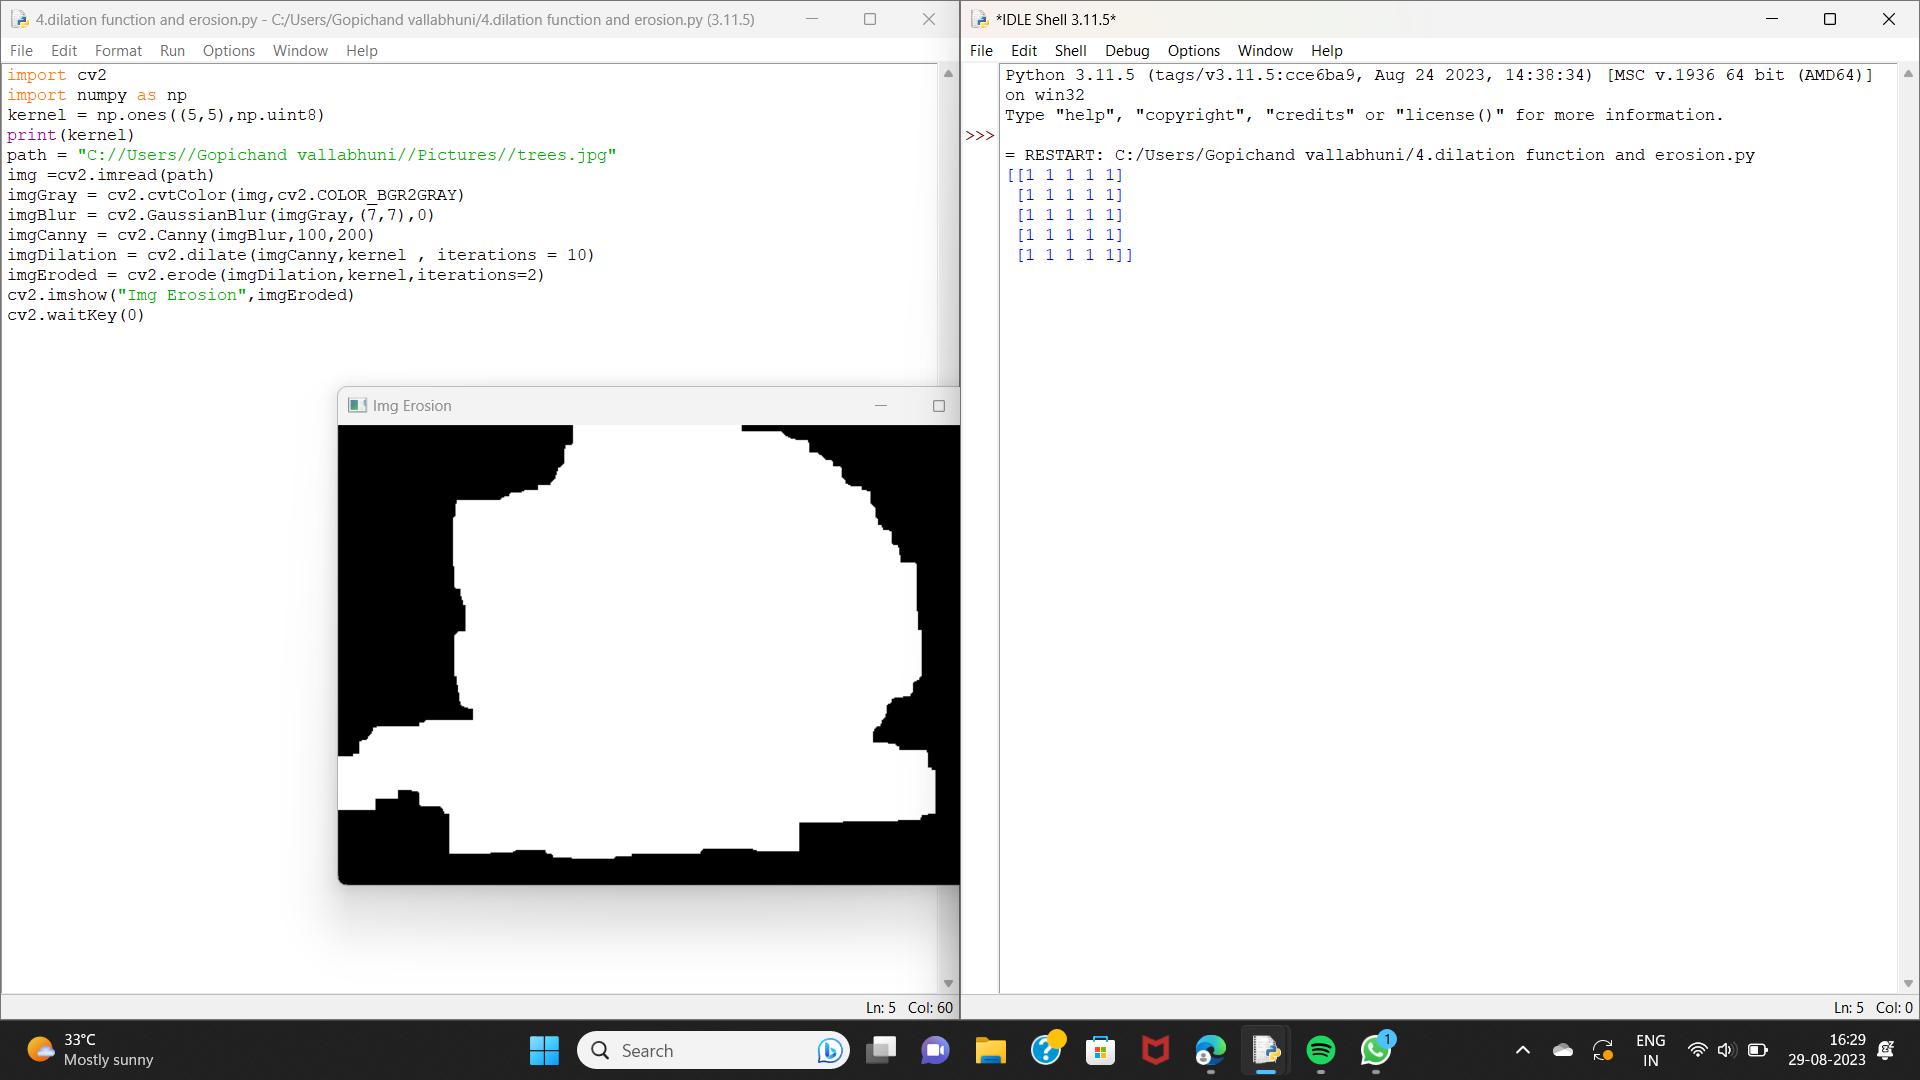 4.dilation function and erosion.py - C:/Users/Gopichand vallabhuni/4.dilation function and erosion.py (3.11.5)
File Edit Format Run Options Window Help
import cv2
import numpy as np
kernel = np.ones((5,5),np.uint8)
print(kernel)
path = "C://Users//Gopichand vallabhuni//Pictures//trees.jpg"
img =cv2.imread(path)
imgGray = cv2.cvtColor(img,cv2.COLOR_BGR2GRAY)
imgBlur = cv2.GaussianBlur(imgGray,(7,7),0)
imgCanny = cv2.Canny(imgBlur,100,200)
imgDilation = cv2.dilate(imgCanny,kernel , iterations = 10)
imgEroded = cv2.erode(imgDilation,kernel,iterations=2)
cv2.imshow("Img Erosion",imgEroded)
cv2.waitKey(0)
Img Erosion
Ln: 5 Col: 60
*IDLE Shell 3.11.5*
File Edit Shell Debug Options Window Help
Python 3.11.5 (tags/v3.11.5:cce6ba9, Aug 24 2023, 14:38:34) [MSC v.1936 64 bit (AMD64)]
on win32
Type "help", "copyright", "credits" or "license()" for more information.
>>>
= RESTART: C:/Users/Gopichand vallabhuni/4.dilation function and erosion.py
[[1 1 1 1 1]
 [1 1 1 1 1]
 [1 1 1 1 1]
 [1 1 1 1 1]
 [1 1 1 1 1]]
Ln: 5 Col: 0
33°C
Mostly sunny
Search
1
ENG
IN
16:29
29-08-2023